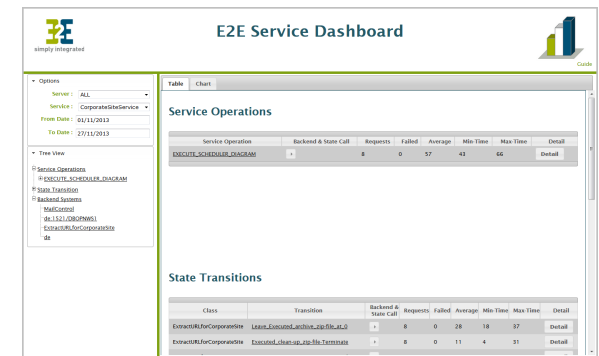 E2E
simply integrated
E2E Service Dashboard
Guide
Options
Server : ALL
Service : CorporateSiteService
From Date : 01/11/2013
To Date : 27/11/2013
Tree View
Service Operations
EXECUTE_SCHEDULER_DIAGRAM
State Transition
Backend Systems
MailControl
de:1521/DBOPNWS1
ExtractURLforCorporateSite
de
Table Chart
Service Operations
Service Operation Backend & State Call Requests Failed Average Min-Time Max-Time Detail
EXECUTE_SCHEDULER_DIAGRAM 8 0 57 43 66 Detail
State Transitions
Class Transition Backend & State Call Requests Failed Average Min-Time Max-Time Detail
ExtractURLforCorporateSite Leave_Executed_archive_zip-file_at_0 8 0 28 18 37 Detail
ExtractURLforCorporateSite Executed_clean-up_zip-file-Terminate 8 0 11 4 31 Detail